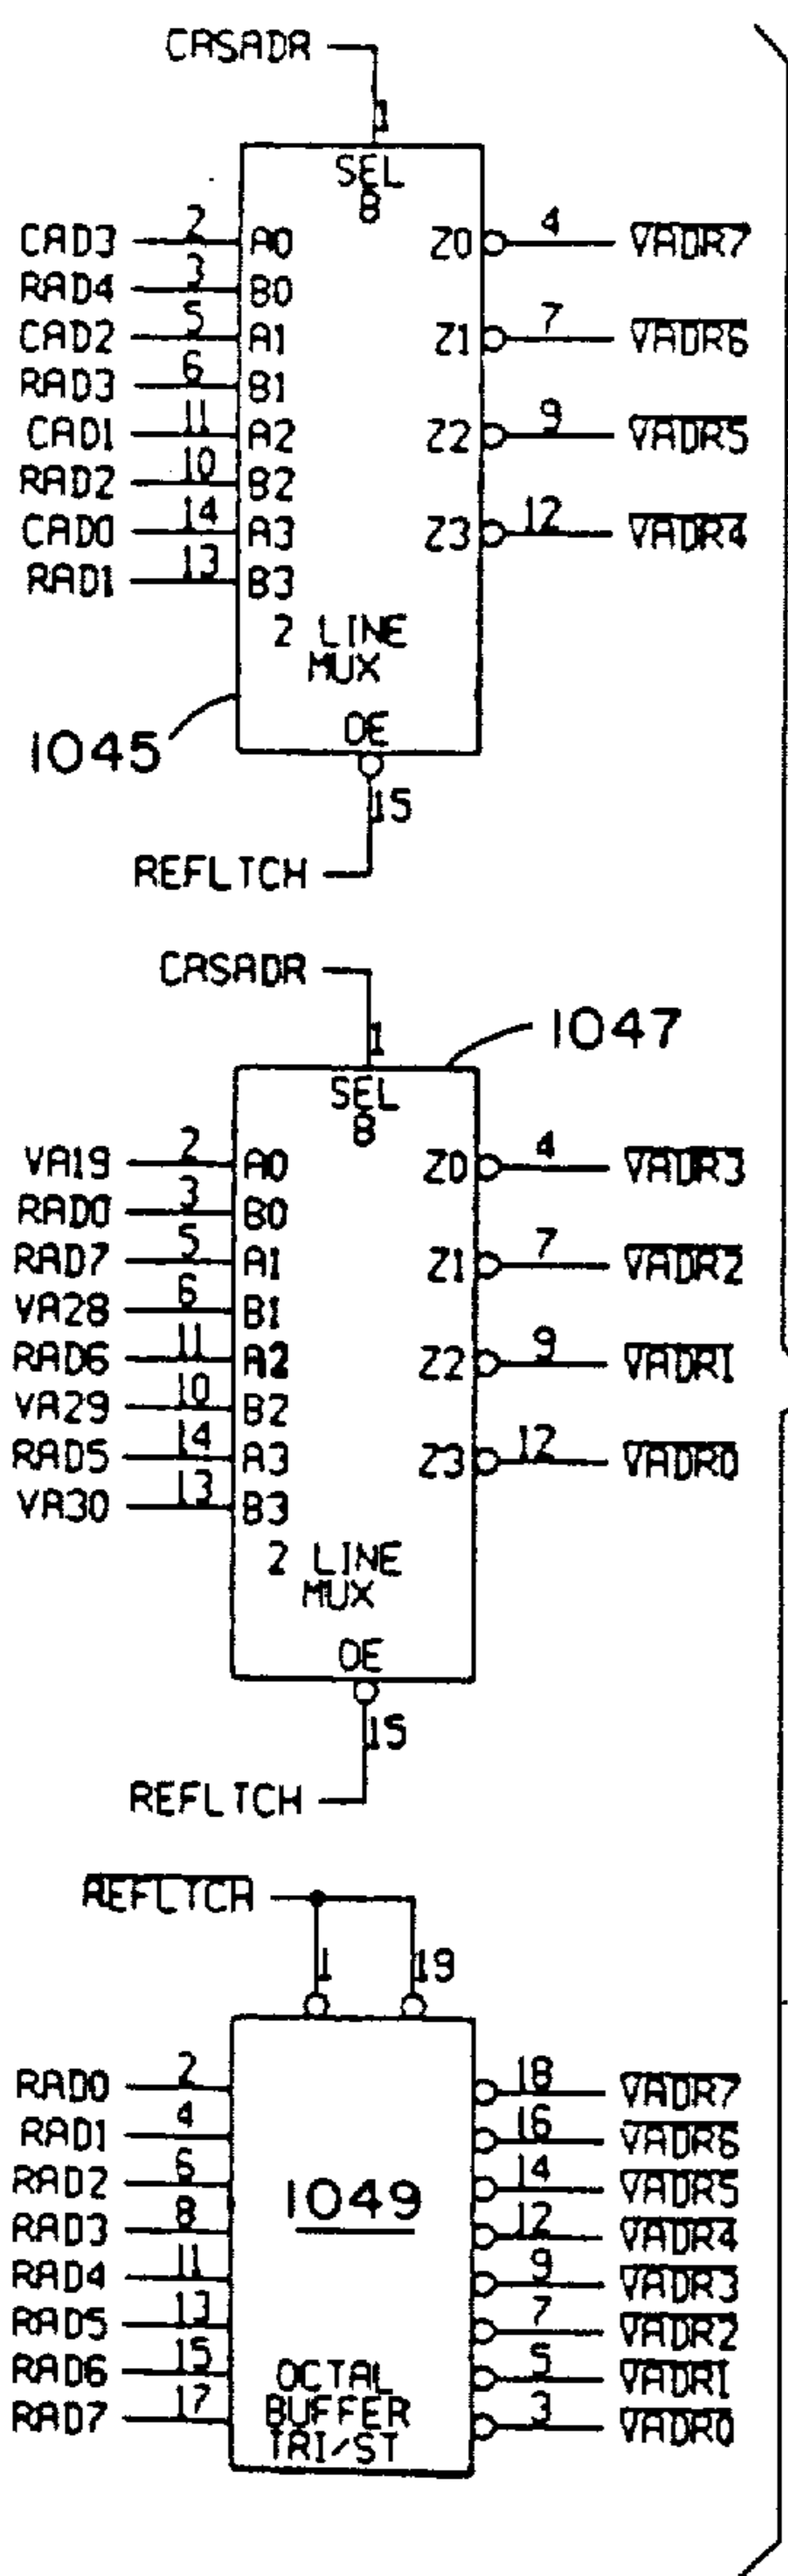 CASADR
1
SEL
B
CAD3 2 A0 Z0 4 VADR7
RAD4 3 B0
CAD2 5 A1 Z1 7 VADR6
RAD3 6 B1
CAD1 11 A2 Z2 9 VADR5
RAD2 10 B2
CAD0 14 A3 Z3 12 VADR4
RAD1 13 B3
2 LINE
MUX
OE
1045
15
REFLTCH
CASADR
1047
1
SEL
B
VA19 2 A0 Z0 4 VADR3
RAD0 3 B0
RAD7 5 A1 Z1 7 VADR2
VA28 6 B1
RAD6 11 A2 Z2 9 VADR1
VA29 10 B2
RAD5 14 A3 Z3 12 VADR0
VA30 13 B3
2 LINE
MUX
OE
15
REFLTCH
REFLTCH
1 19
RAD0 2 18 VADR7
RAD1 4 16 VADR6
RAD2 6 14 VADR5
1049
RAD3 8 12 VADR4
RAD4 11 9 VADR3
RAD5 13 7 VADR2
RAD6 15 5 VADR1
RAD7 17 3 VADR0
OCTAL
BUFFER
TRI/ST